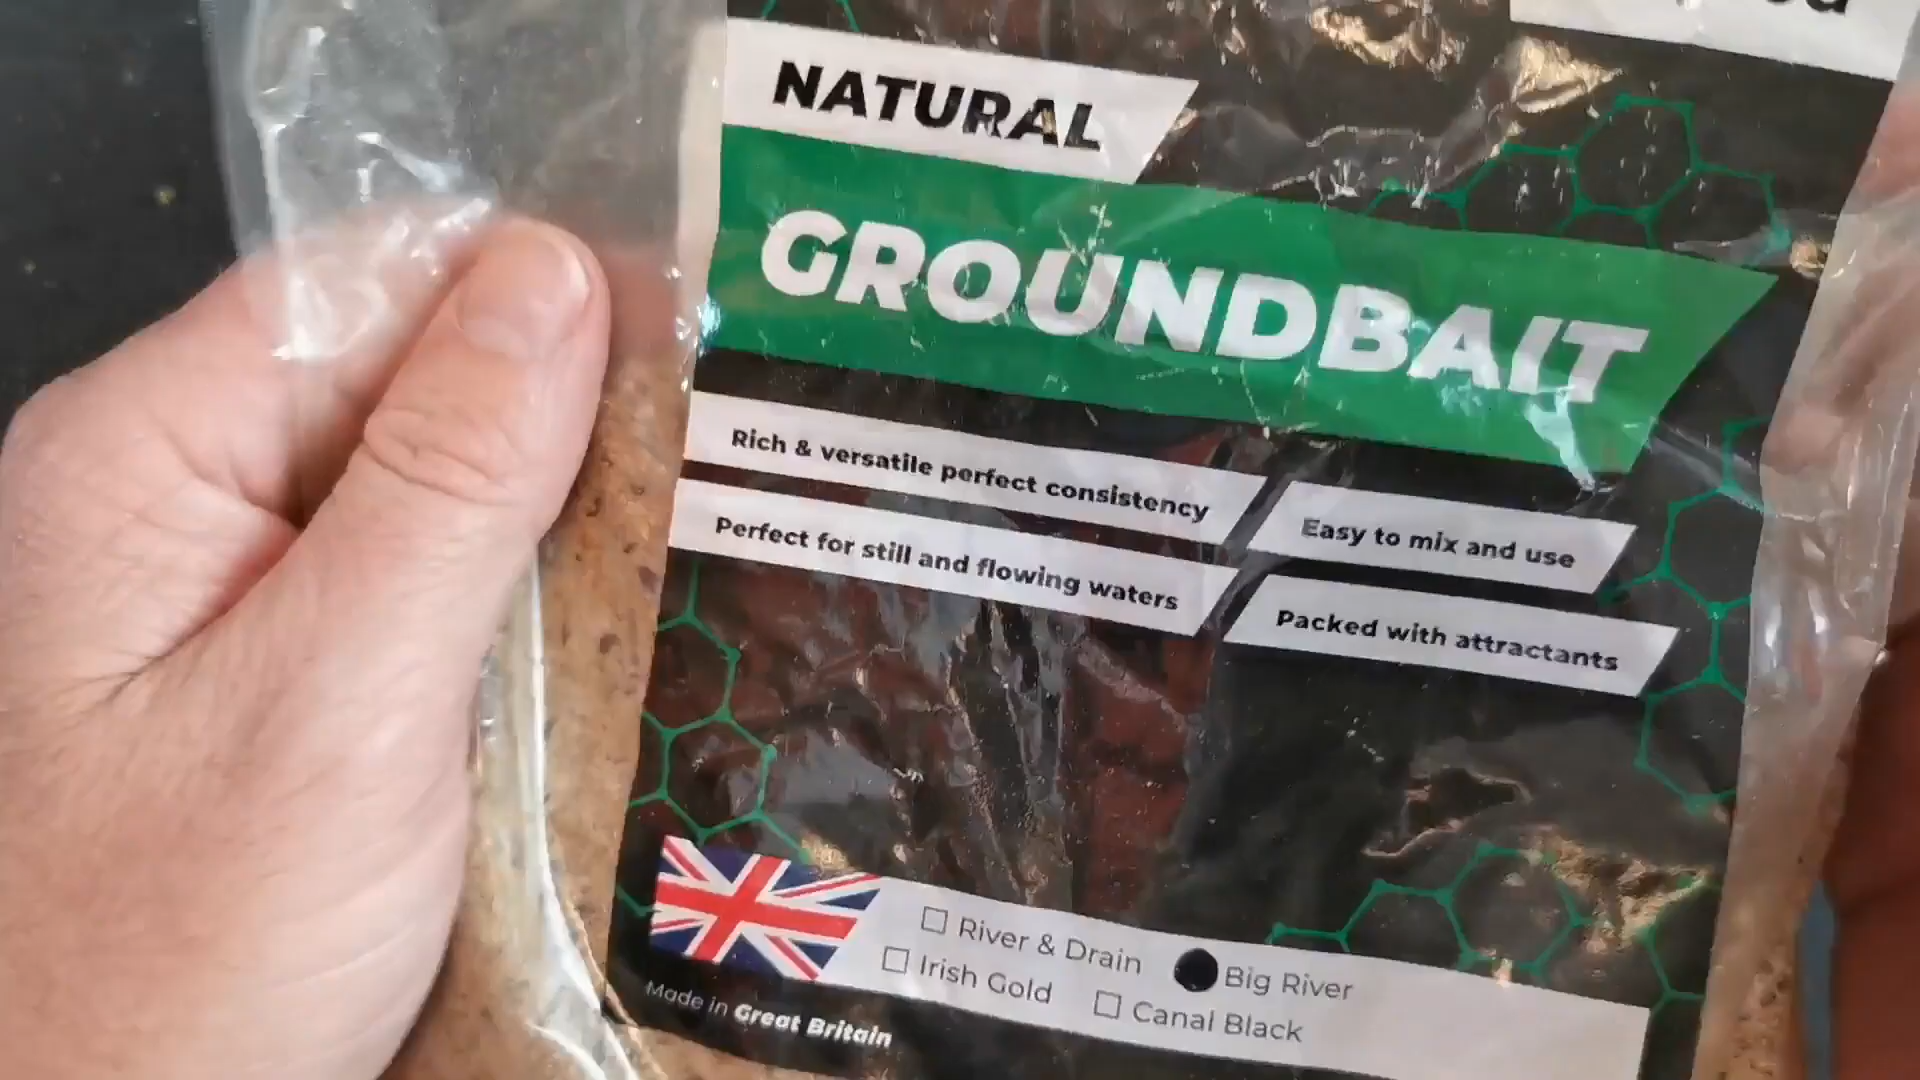 NATURAL
GROUNDBAIT
Rich & versatile perfect consistency
Easy to mix and use
Perfect for still and flowing waters
Packed with attractants
River & Drain
Big River
Irish Gold
Canal Black
Made in Great Britain